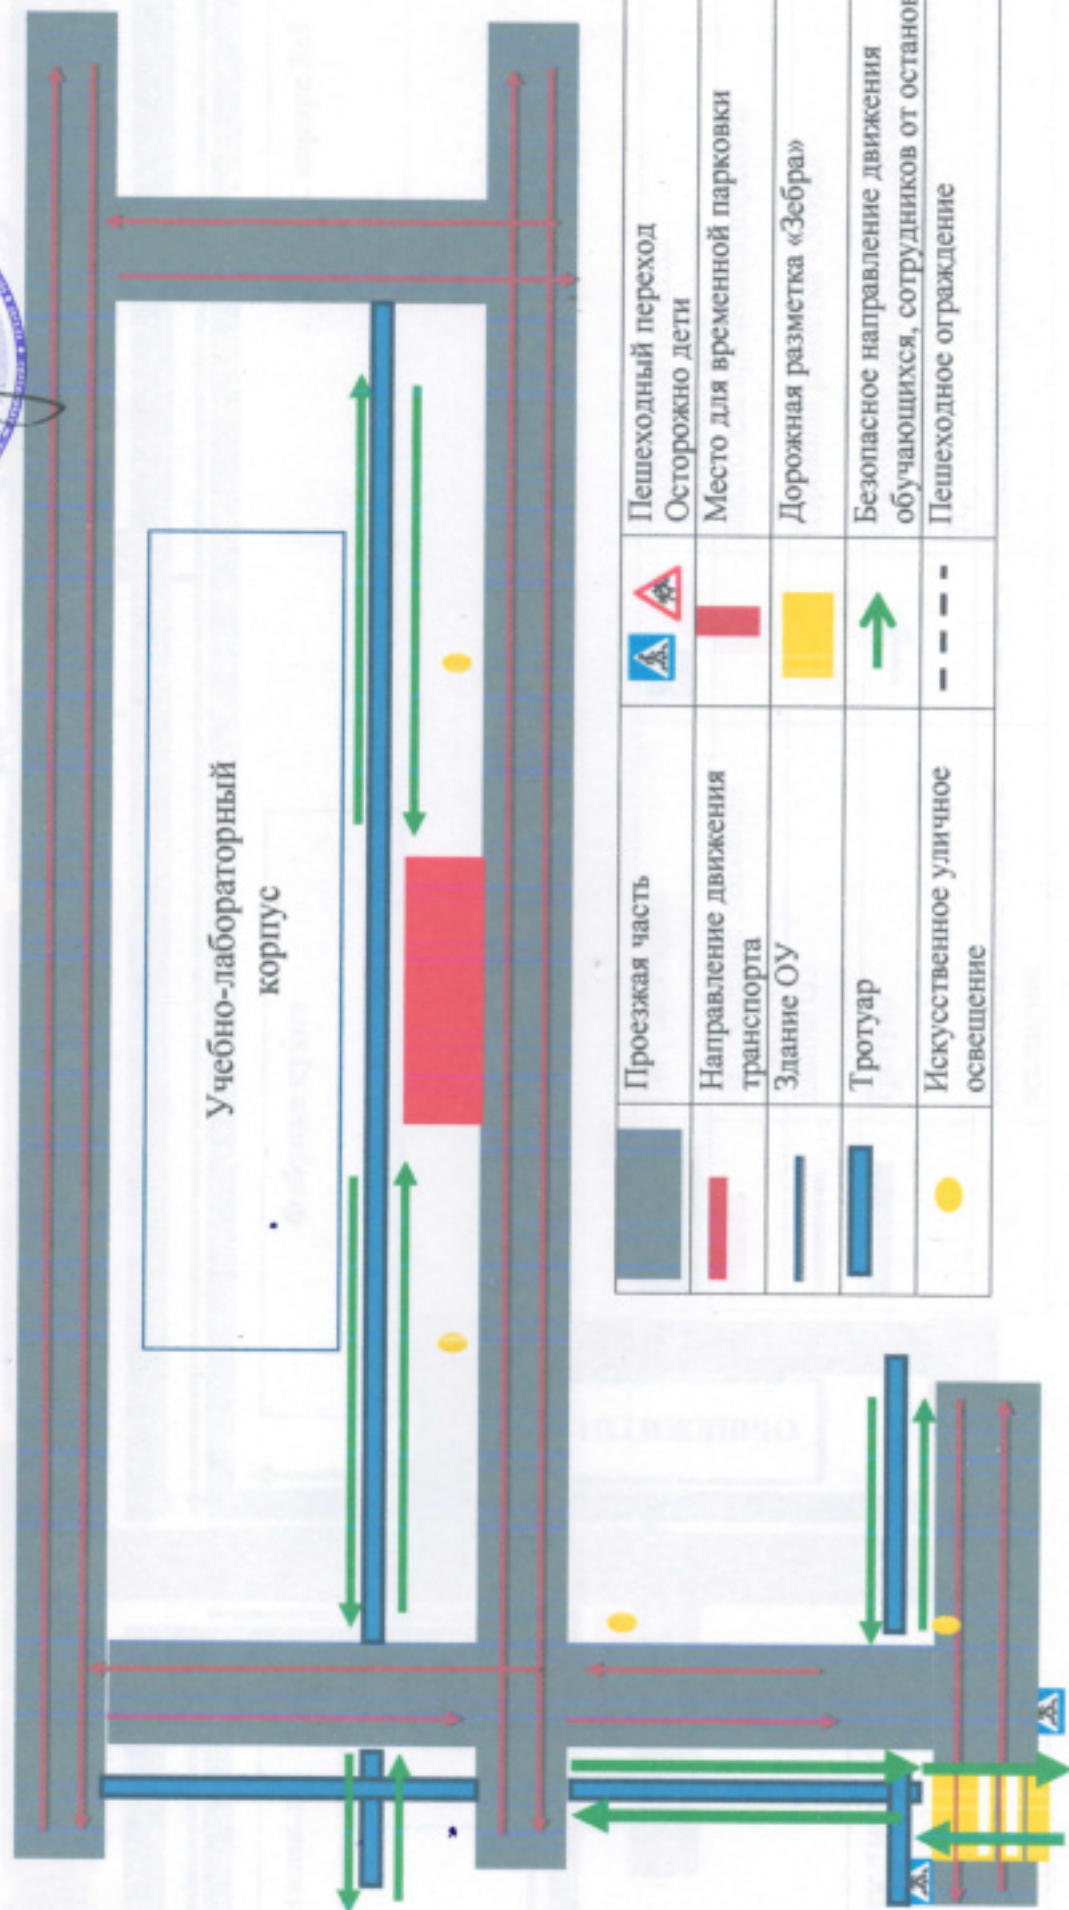 Учебно-лабораторный
корпус
Проезжая часть
Пешеходный переход
Осторожно дети
Направление движения
транспорта
Место для временной парковки
Здание ОУ
Дорожная разметка «Зебра»
Тротуар
Безопасное направление движения
обучающихся, сотрудников от останов
Искусственное уличное
освещение
Пешеходное ограждение